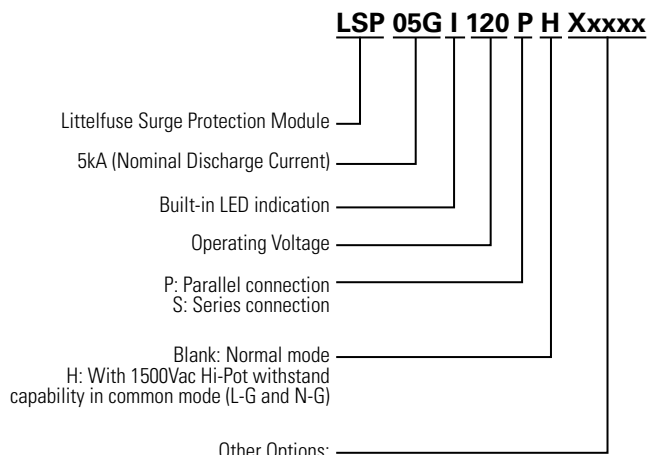 LSP 05G I 120 P H Xxxxx
Littelfuse Surge Protection Module
5kA (Nominal Discharge Current)
Built-in LED indication
Operating Voltage
P: Parallel connection
S: Series connection
Blank: Normal mode
H: With 1500Vac Hi-Pot withstand
capability in common mode (L-G and N-G)
Other Options: